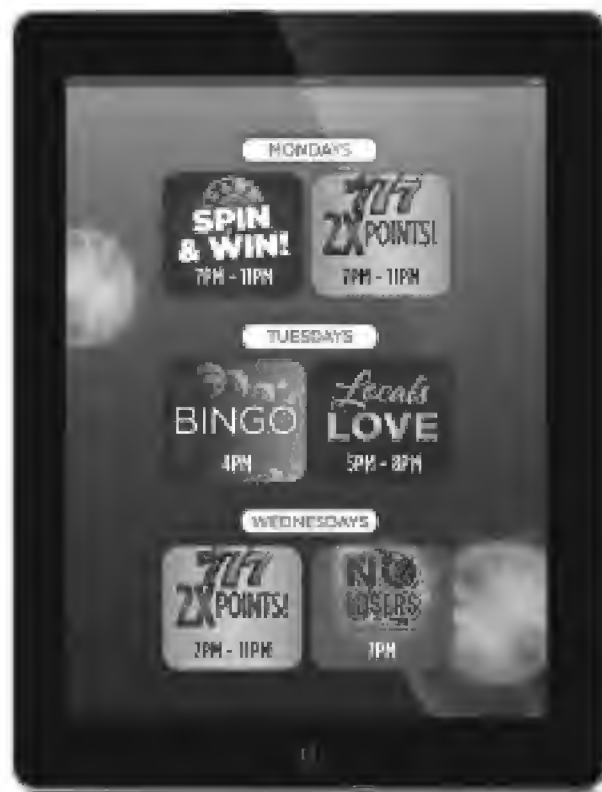 MONDAYS
SPIN
& WIN!
7PM - 11PM
777
2X POINTS!
7PM - 11PM
TUESDAYS
BINGO
4PM
Locals
LOVE
5PM - 8PM
WEDNESDAYS
777
2X POINTS!
7PM - 11PM
NO
LOSERS
7PM